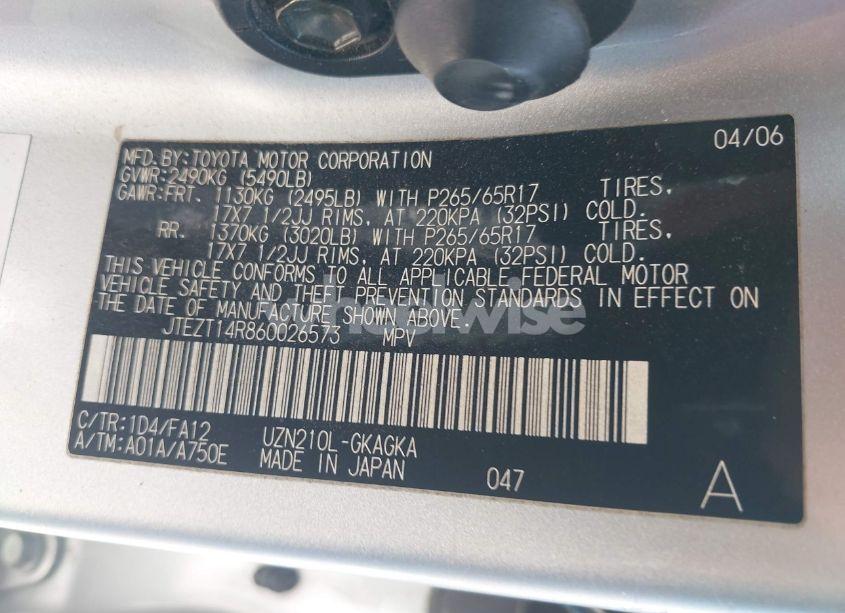 04/06
MFD.BY:TOYOTA MOTOR CORPORATION
GVWR:2490KG (5490LB)
GAWR:FRT. 1130KG (2495LB) WITH P265/65R17 TIRES,
17X7 1/2JJ RIMS, AT 220KPA (32PSI) COLD.
RR. 1370KG (3020LB) WITH P265/65R17 TIRES,
17X7 1/2JJ RIMS, AT 220KPA (32PSI) COLD.
THIS VEHICLE CONFORMS TO ALL APPLICABLE FEDERAL MOTOR
VEHICLE SAFETY AND THEFT PREVENTION STANDARDS IN EFFECT ON
THE DATE OF MANUFACTURE SHOWN ABOVE.
JTEZT14R860026573 MPV
C/TR:1D4/FA12 UZN210L-GKAGKA
A/TM:A01A/A750E MADE IN JAPAN
047
A